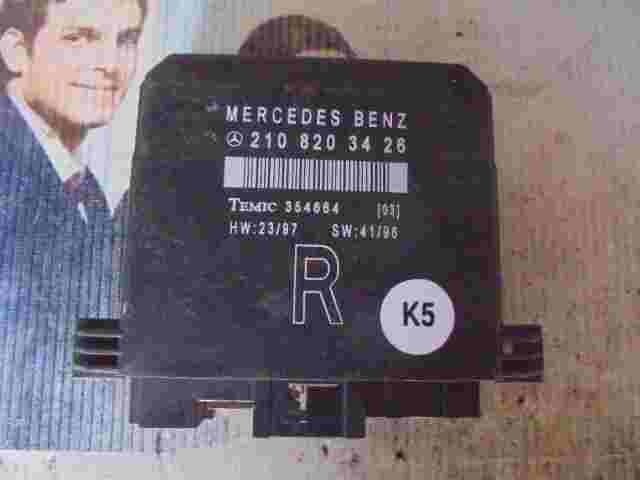 MERCEDES BENZ
210 820 34 26
TEMIC 354664 [03]
HW:23/97 SW:41/96
R
K5